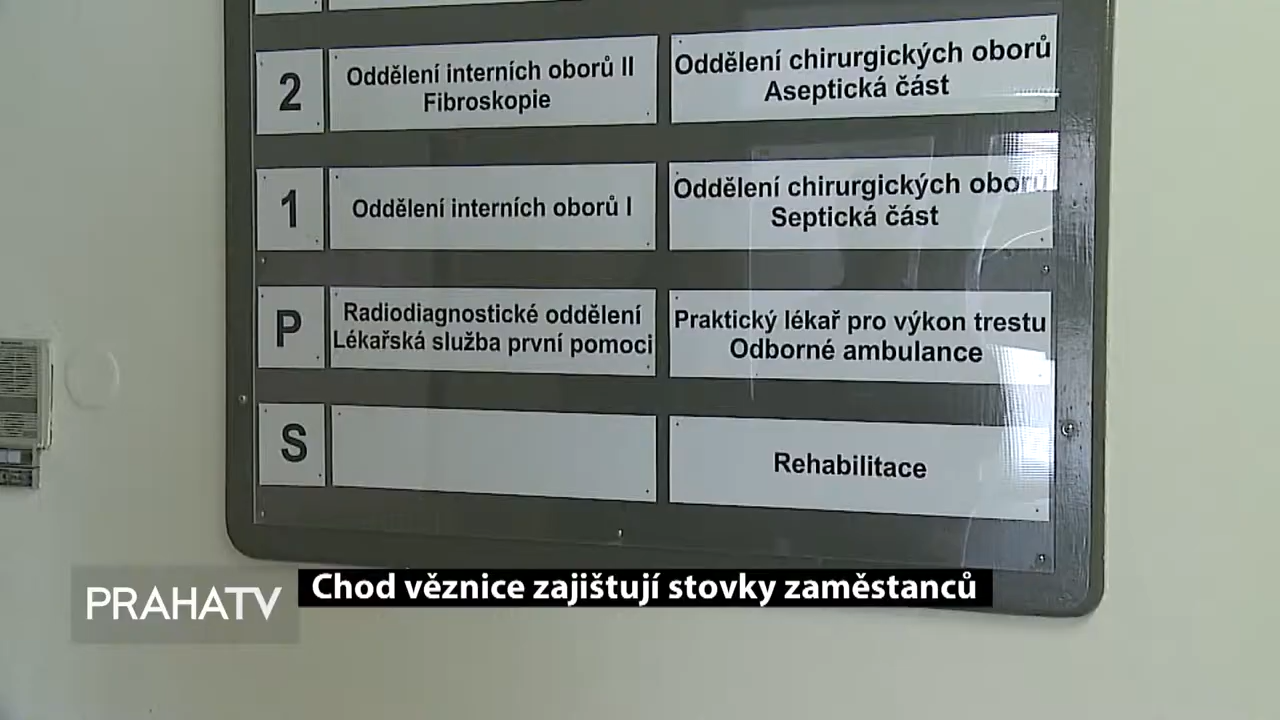 2
Oddělení interních oborů II
Fibroskopie
Oddělení chirurgických oborů
Aseptická část
1
Oddělení interních oborů I
Oddělení chirurgických oborů
Septická část
P
Radiodiagnostické oddělení
Lékařská služba první pomoci
Praktický lékař pro výkon trestu
Odborné ambulance
S
Rehabilitace
PRAHATV
Chod věznice zajištují stovky zaměstanců